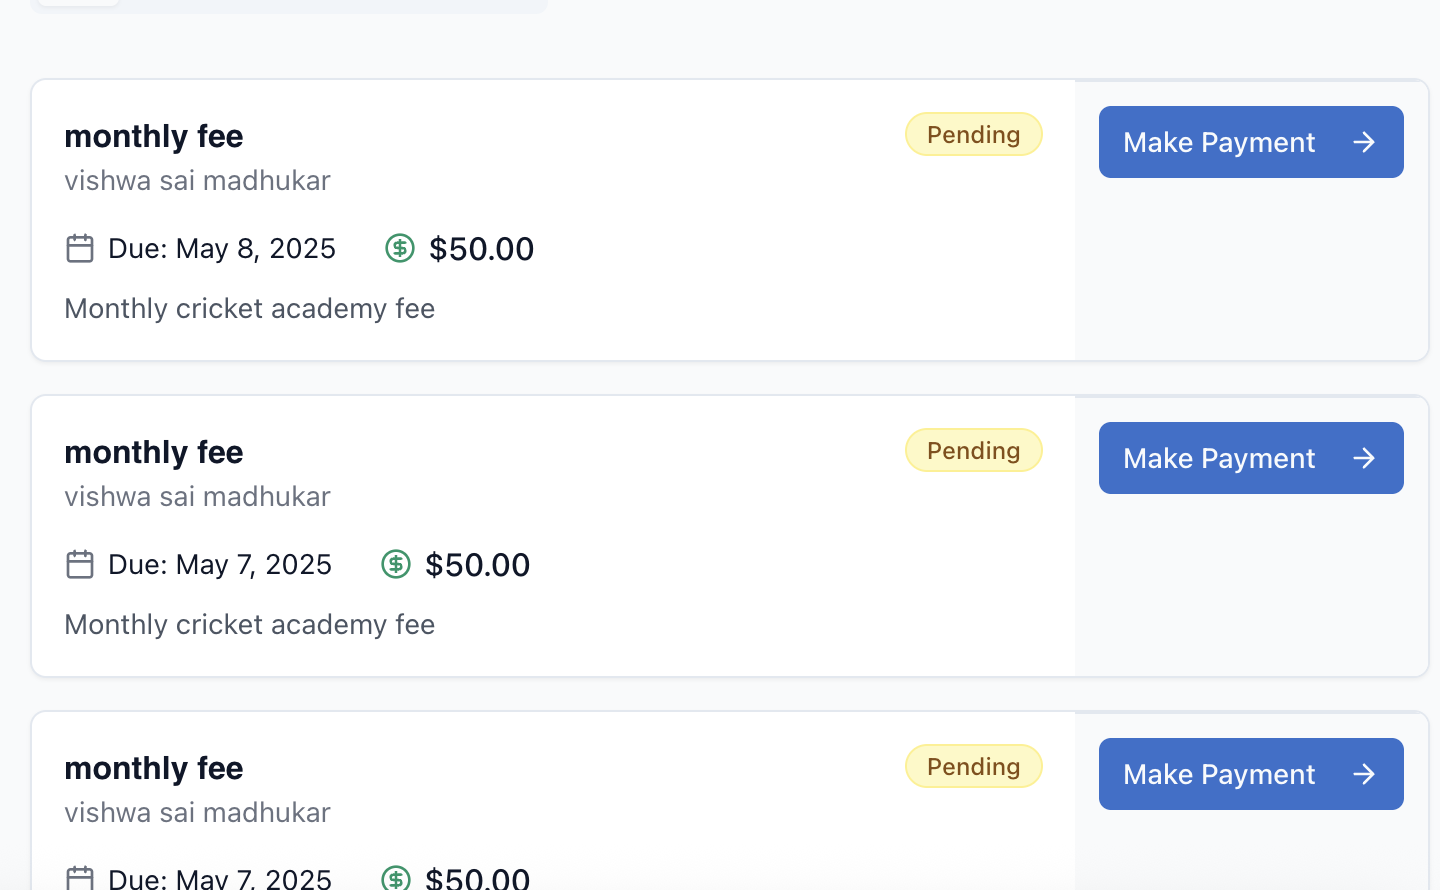 monthly fee
Pending
Make Payment
vishwa sai madhukar
Due: May 8, 2025
$50.00
Monthly cricket academy fee
monthly fee
Pending
Make Payment
vishwa sai madhukar
Due: May 7, 2025
$50.00
Monthly cricket academy fee
monthly fee
Pending
Make Payment
vishwa sai madhukar
Due: May 7, 2025
$50.00